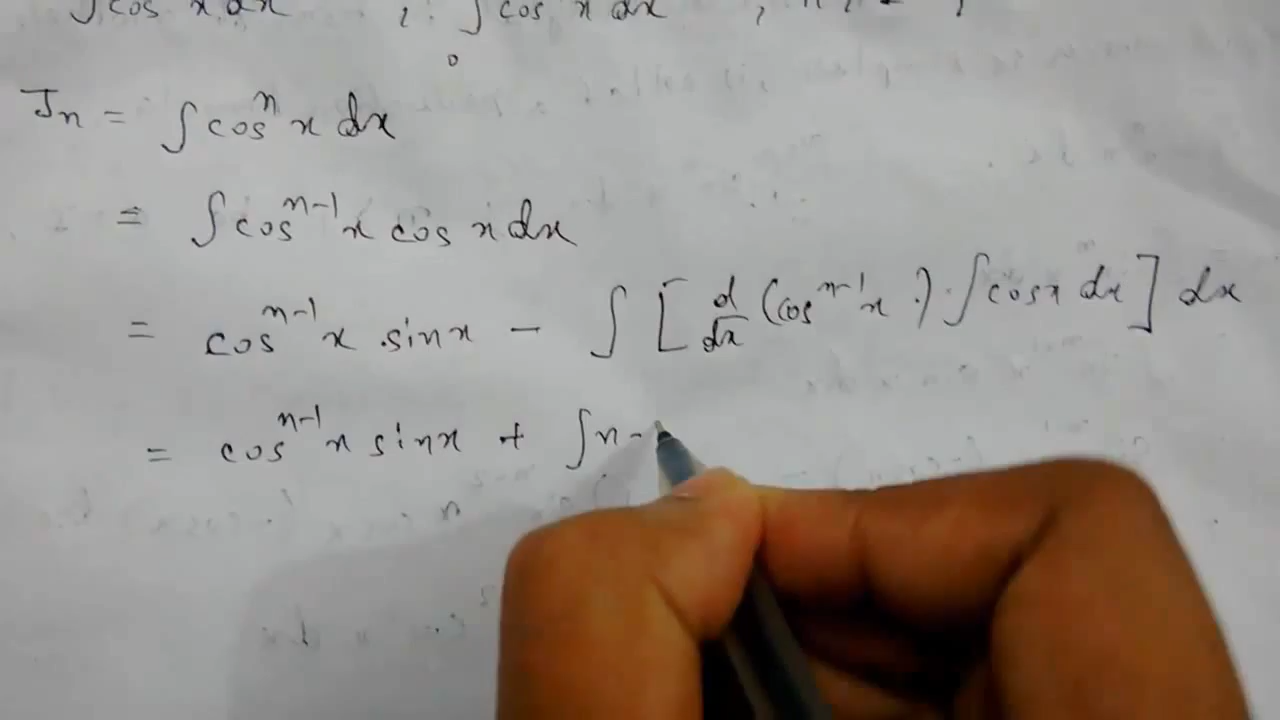 ∫cos x dx , ∫₀ cos x dx ,
Jn = ∫cosⁿ x dx
= ∫cosⁿ⁻¹ x cos x dx
= cosⁿ⁻¹ x . sin x - ∫ [ d/dx (cosⁿ⁻¹ x .) . ∫cos x dx ] dx
= cosⁿ⁻¹ x sin x + ∫n -